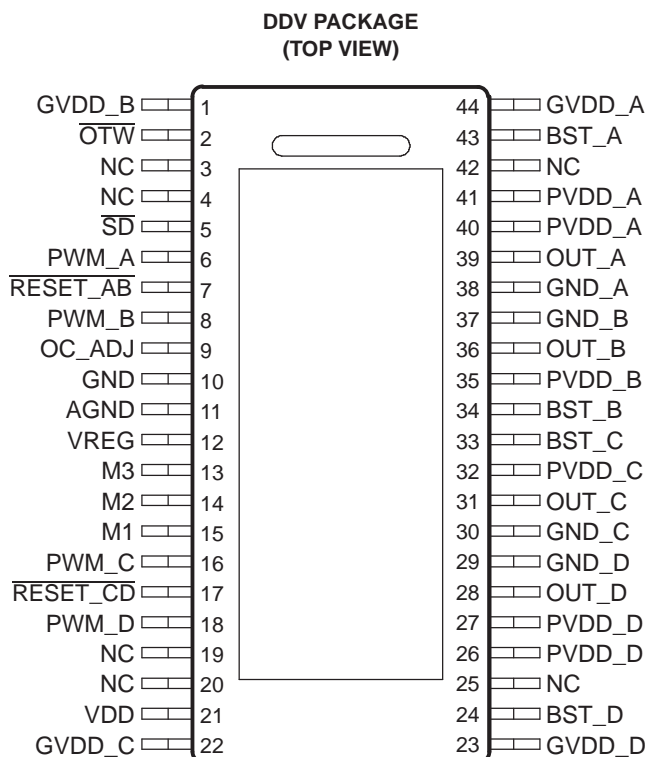 DDV PACKAGE
(TOP VIEW)
GVDD_B 1 44 GVDD_A
OTW 2 43 BST_A
NC 3 42 NC
NC 4 41 PVDD_A
SD 5 40 PVDD_A
PWM_A 6 39 OUT_A
RESET_AB 7 38 GND_A
PWM_B 8 37 GND_B
OC_ADJ 9 36 OUT_B
GND 10 35 PVDD_B
AGND 11 34 BST_B
VREG 12 33 BST_C
M3 13 32 PVDD_C
M2 14 31 OUT_C
M1 15 30 GND_C
PWM_C 16 29 GND_D
RESET_CD 17 28 OUT_D
PWM_D 18 27 PVDD_D
NC 19 26 PVDD_D
NC 20 25 NC
VDD 21 24 BST_D
GVDD_C 22 23 GVDD_D